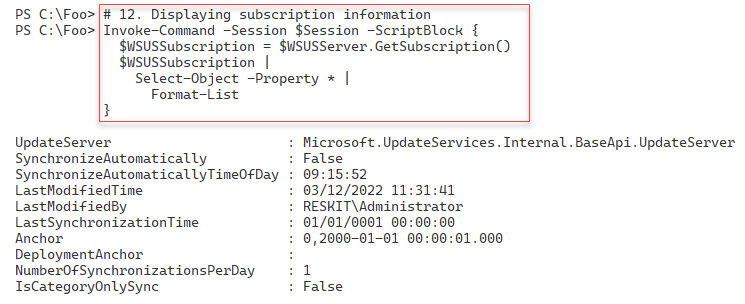 PS C:\Foo> # 12. Displaying subscription information
PS C:\Foo> Invoke-Command -Session $Session -ScriptBlock {
  $WSUSSubscription = $WSUSServer.GetSubscription()
  $WSUSSubscription |
    Select-Object -Property * |
      Format-List
}
UpdateServer                     : Microsoft.UpdateServices.Internal.BaseApi.UpdateServer
SynchronizeAutomatically         : False
SynchronizeAutomaticallyTimeOfDay : 09:15:52
LastModifiedTime                 : 03/12/2022 11:31:41
LastModifiedBy                   : RESKIT\Administrator
LastSynchronizationTime          : 01/01/0001 00:00:00
Anchor                           : 0,2000-01-01 00:00:01.000
DeploymentAnchor                 :
NumberOfSynchronizationsPerDay   : 1
IsCategoryOnlySync               : False